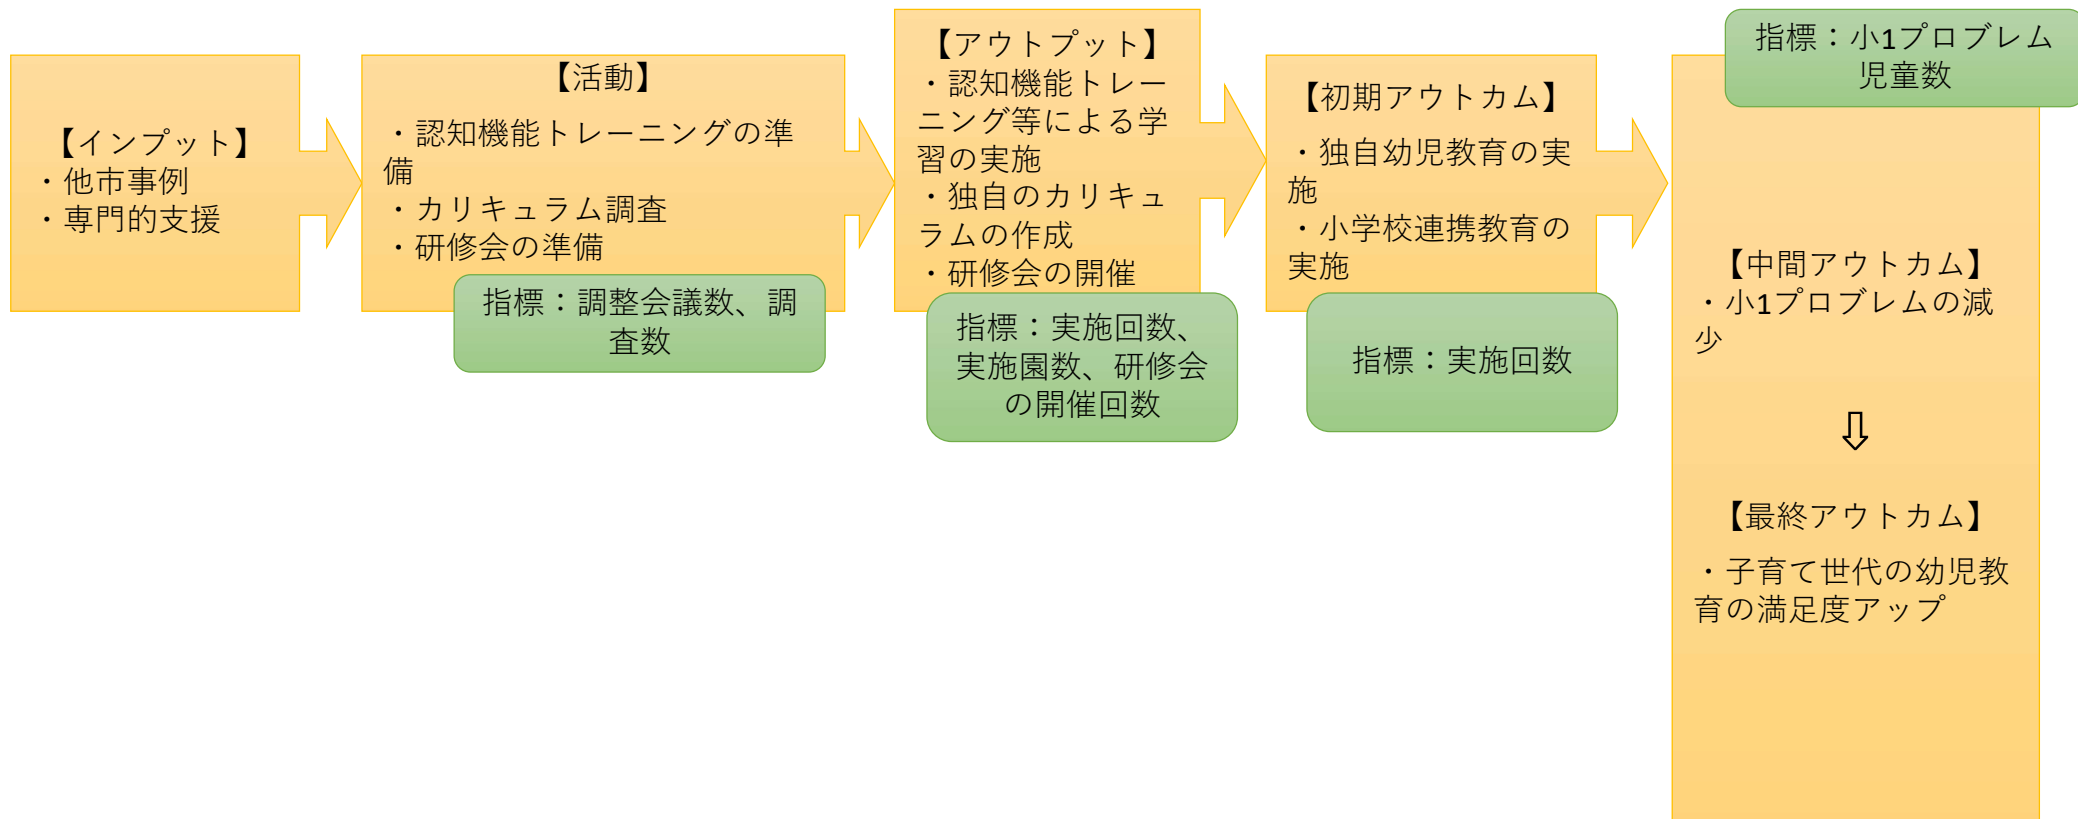 【インプット】
・他市事例
・専門的支援
【活動】
・認知機能トレーニングの準
備
・カリキュラム調査
・研修会の準備
指標：調整会議数、調
査数
【アウトプット】
・認知機能トレー
ニング等による学
習の実施
・独自のカリキュ
ラムの作成
・研修会の開催
指標：実施回数、
実施園数、研修会
の開催回数
【初期アウトカム】
・独自幼児教育の実
施
・小学校連携教育の
実施
指標：実施回数
指標：小1プロブレム
児童数
【中間アウトカム】
・小1プロブレムの減
少
⇩
【最終アウトカム】
・子育て世代の幼児教
育の満足度アップ